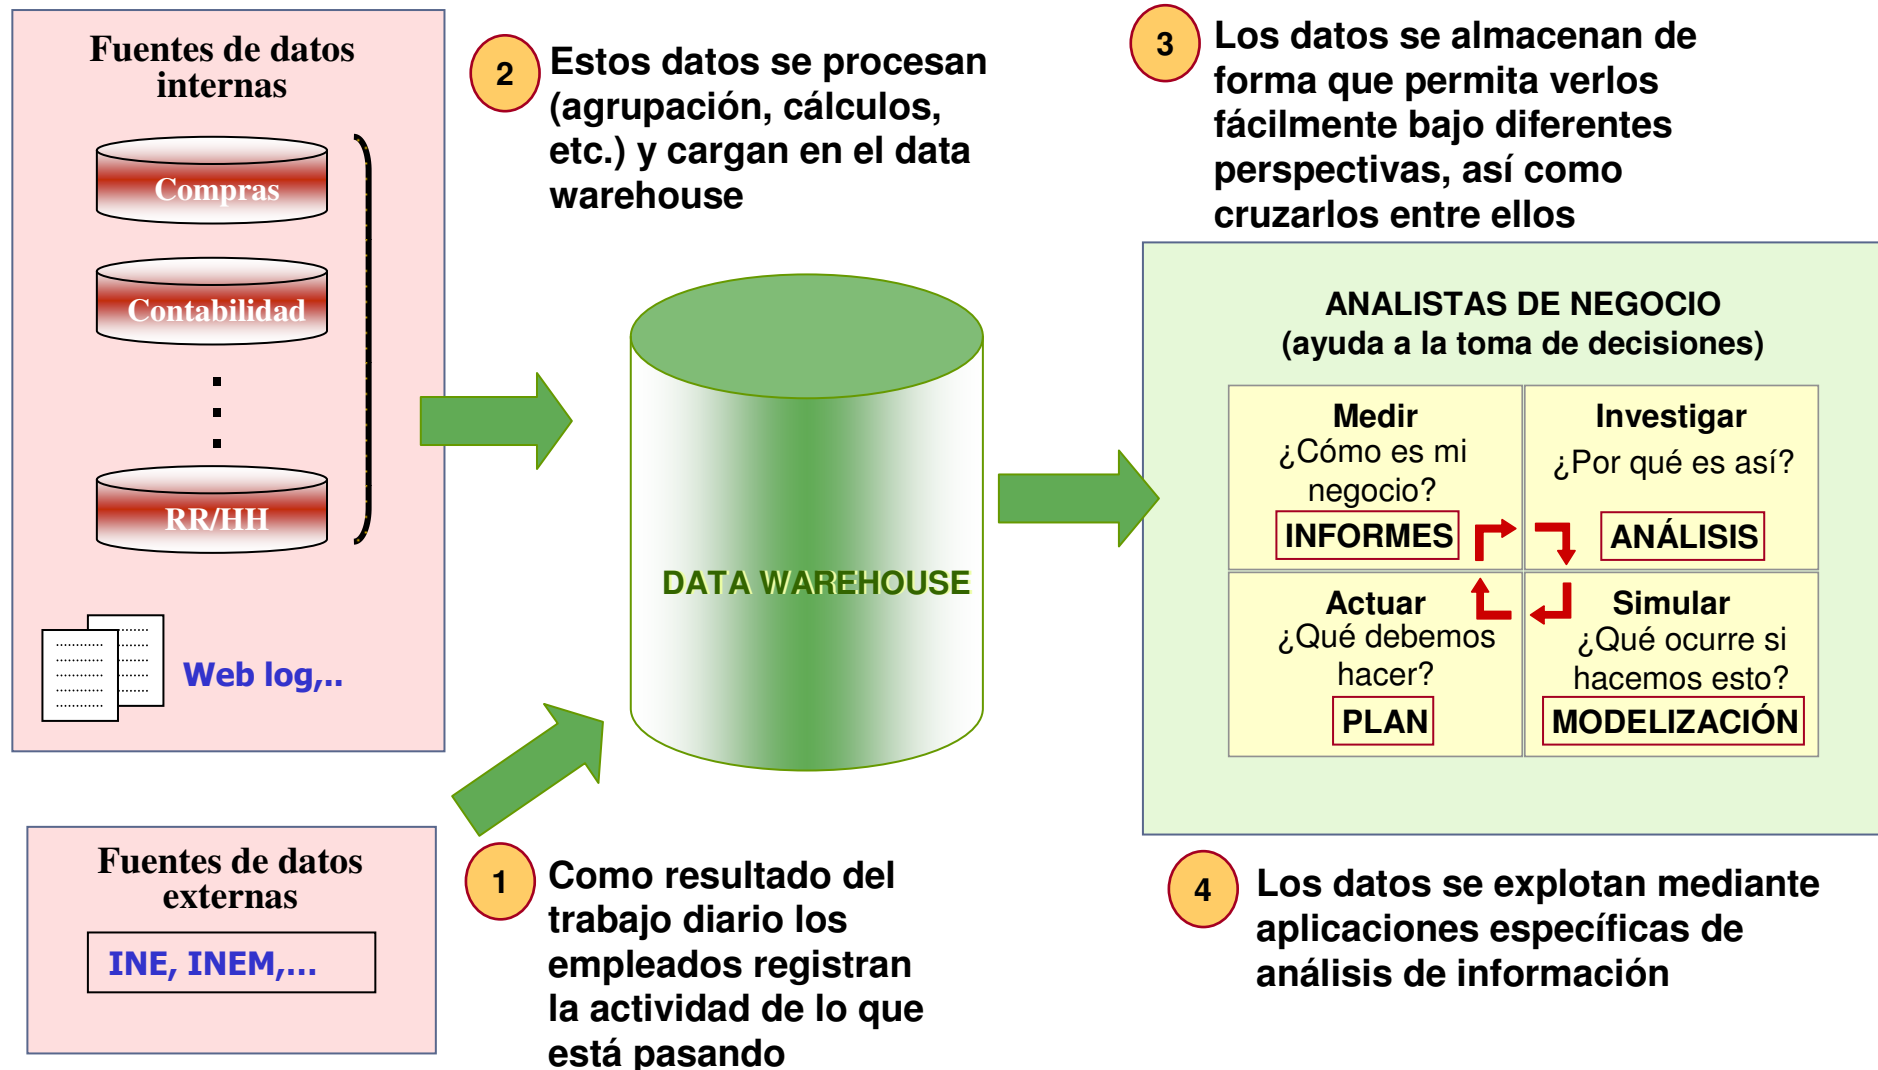 Fuentes de datos
internas
Compras
Contabilidad
RR/HH
Web log,..
Fuentes de datos
externas
INE, INEM,...
2
Estos datos se procesan
(agrupación, cálculos,
etc.) y cargan en el data
warehouse
DATA WAREHOUSE
1
Como resultado del
trabajo diario los
empleados registran
la actividad de lo que
está pasando
3
Los datos se almacenan de
forma que permita verlos
fácilmente bajo diferentes
perspectivas, así como
cruzarlos entre ellos
ANALISTAS DE NEGOCIO
(ayuda a la toma de decisiones)
Medir
¿Cómo es mi
negocio?
INFORMES
Investigar
¿Por qué es así?
ANÁLISIS
Actuar
¿Qué debemos
hacer?
PLAN
Simular
¿Qué ocurre si
hacemos esto?
MODELIZACIÓN
4
Los datos se explotan mediante
aplicaciones específicas de
análisis de información